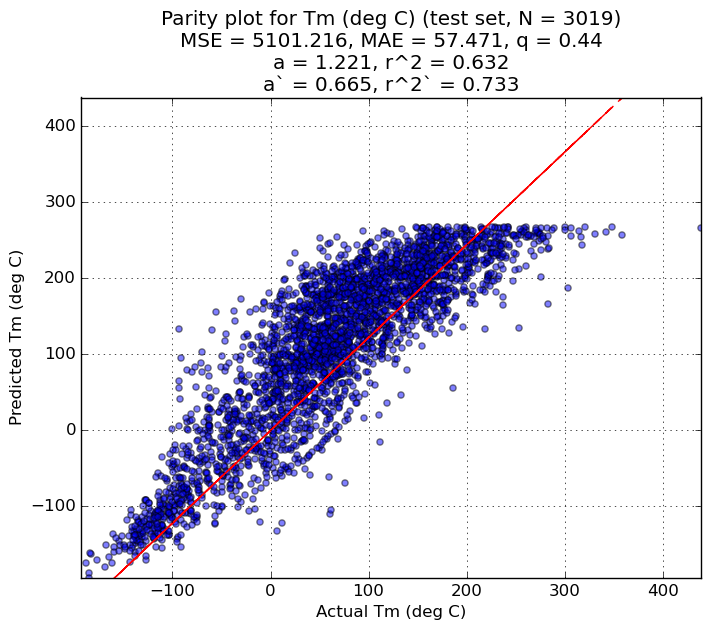 Parity plot for Tm (deg C) (test set, N = 3019)
MSE = 5101.216, MAE = 57.471, q = 0.44
a = 1.221, r^2 = 0.632
a` = 0.665, r^2` = 0.733
400
300
200
100
0
−100
Predicted Tm (deg C)
−100 0 100 200 300 400
Actual Tm (deg C)